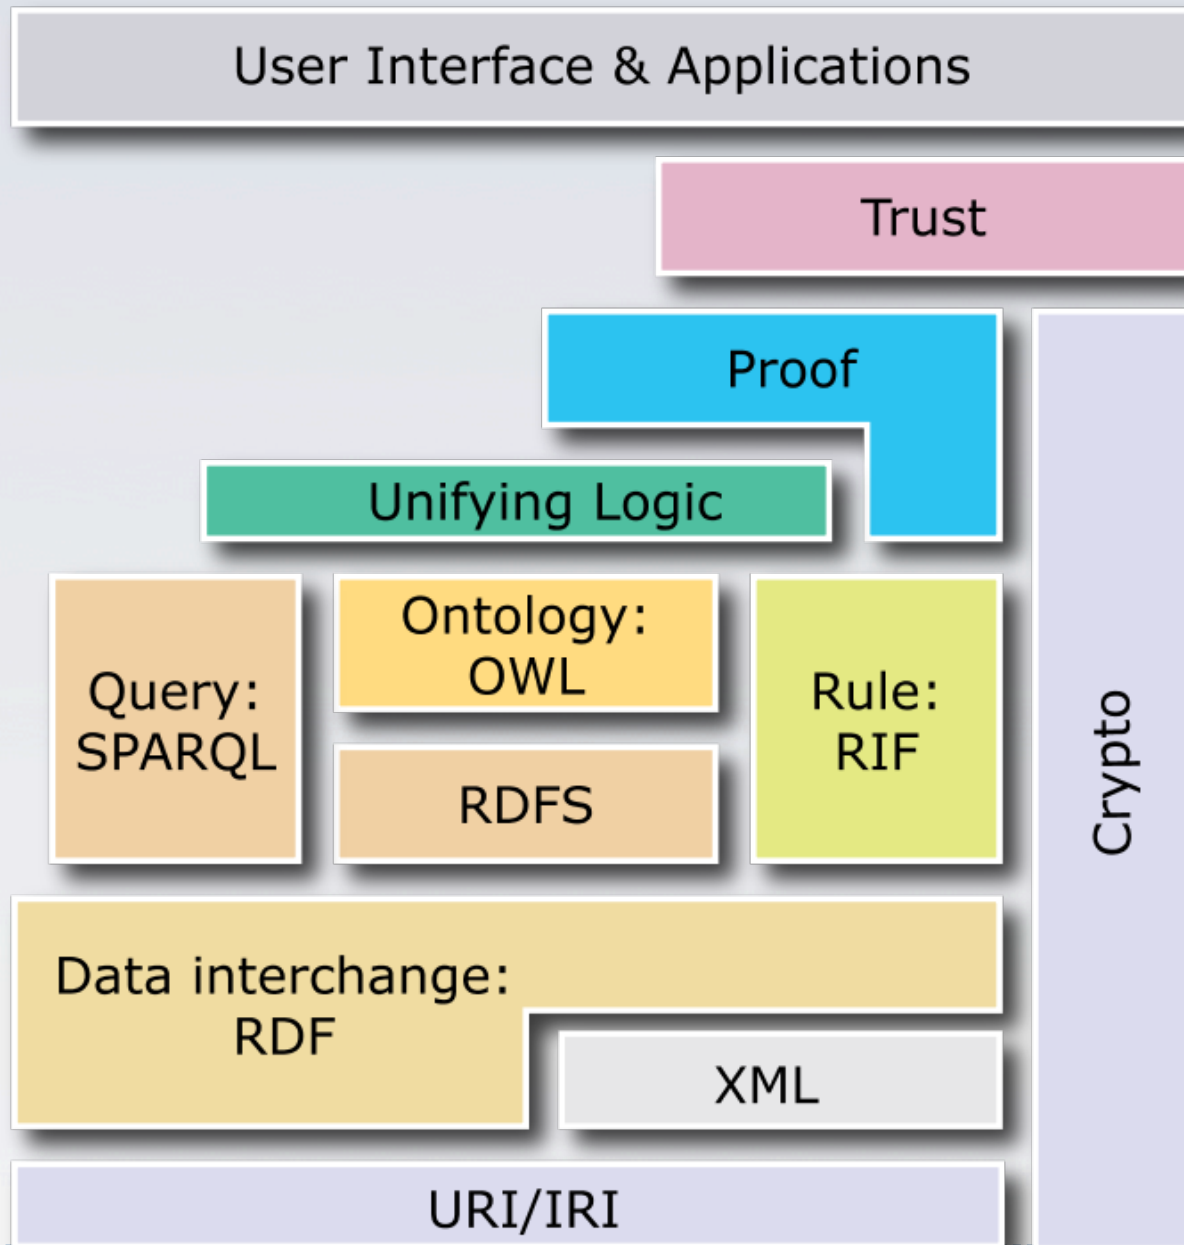 User Interface & Applications
Trust
Proof
Unifying Logic
Query:
SPARQL
Ontology:
OWL
RDFS
Rule:
RIF
Crypto
Data interchange:
RDF
XML
URI/IRI